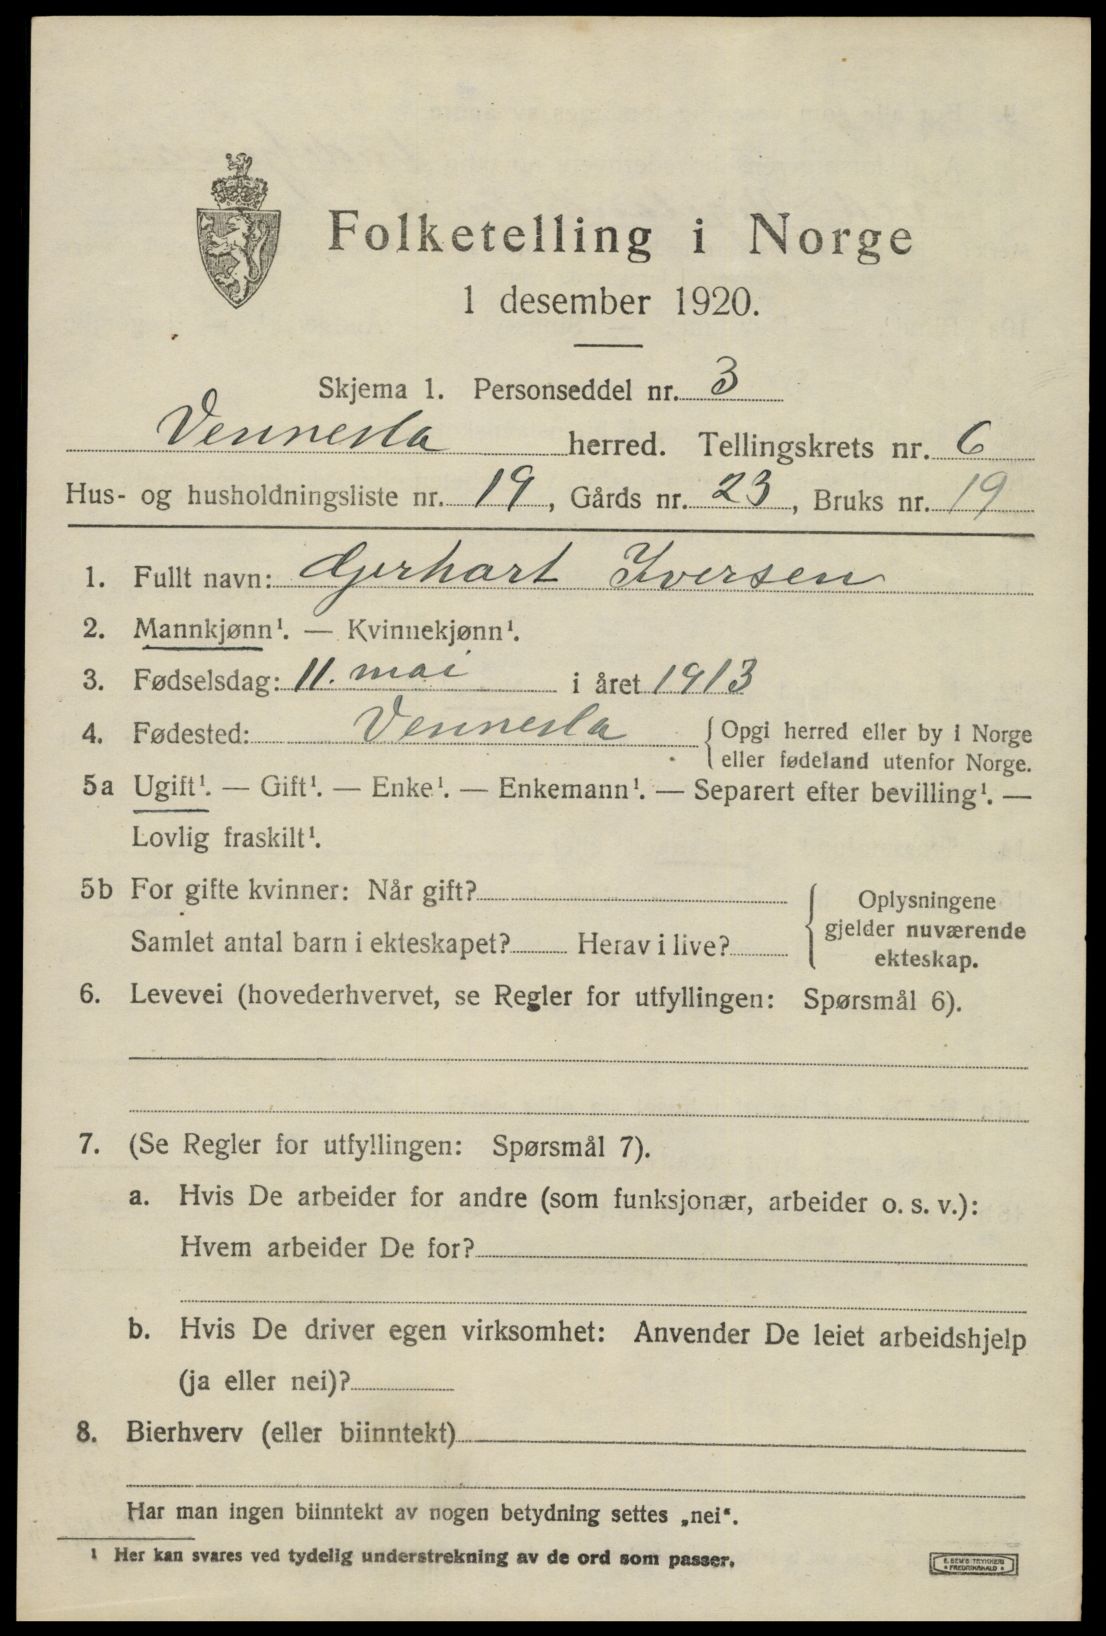 Folketelling i Norge
1 desember 1920.
Skjema 1. Personseddel nr. 3
Vennesla herred. Tellingskrets nr. 6
Hus- og husholdningsliste nr. 19, Gårds nr. 23, Bruks nr. 19
1. Fullt navn: Gjerhart Iversen
2. Mannkjønn¹. — Kvinnekjønn¹.
3. Fødselsdag: 11. mai i året 1913
4. Fødested: Vennesla { Opgi herred eller by i Norge
eller fødeland utenfor Norge.
5a Ugift¹. — Gift¹. — Enke¹. — Enkemann¹. — Separert efter bevilling¹. —
Lovlig fraskilt¹.
5b For gifte kvinner: Når gift?
Samlet antal barn i ekteskapet? Herav i live?
{ Oplysningene
gjelder nuværende
ekteskap.
6. Levevei (hovederhvervet, se Regler for utfyllingen: Spørsmål 6).
7. (Se Regler for utfyllingen: Spørsmål 7).
a. Hvis De arbeider for andre (som funksjonær, arbeider o. s. v.):
Hvem arbeider De for?
b. Hvis De driver egen virksomhet: Anvender De leiet arbeidshjelp
(ja eller nei)?
8. Bierhverv (eller biinntekt)
Har man ingen biinntekt av nogen betydning settes „nei“.
¹ Her kan svares ved tydelig understrekning av de ord som passer.
E. SEM'S TRYKKERI
FREDRIKSHALD